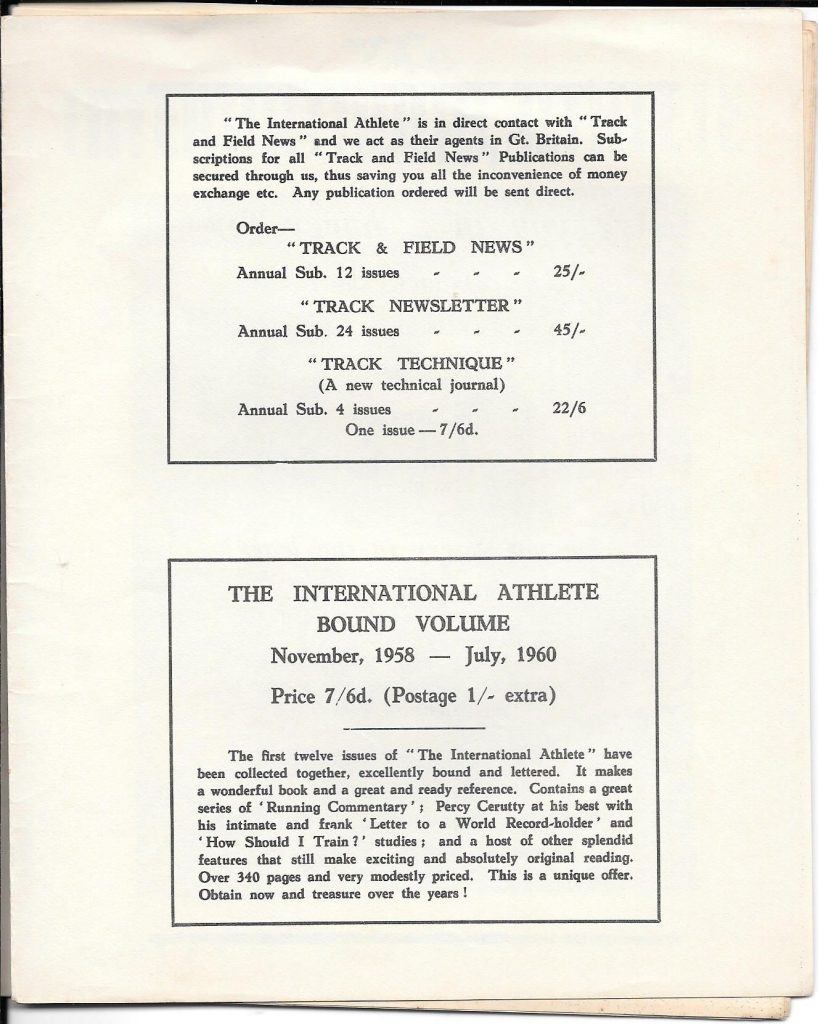 “ The International Athlete ” is in direct contact with “ Track
and Field News ” and we act as their agents in Gt. Britain. Sub-
scriptions for all “ Track and Field News ” Publications can be
secured through us, thus saving you all the inconvenience of money
exchange etc. Any publication ordered will be sent direct.
Order—
“ TRACK & FIELD NEWS ”
Annual Sub. 12 issues - - - 25/-
“ TRACK NEWSLETTER ”
Annual Sub. 24 issues - - - 45/-
“ TRACK TECHNIQUE ”
(A new technical journal)
Annual Sub. 4 issues - - - 22/6
One issue — 7/6d.
THE INTERNATIONAL ATHLETE
BOUND VOLUME
November, 1958 — July, 1960
Price 7/6d. (Postage 1/- extra)
The first twelve issues of “ The International Athlete ” have
been collected together, excellently bound and lettered. It makes
a wonderful book and a great and ready reference. Contains a great
series of ‘ Running Commentary ’ ; Percy Cerutty at his best with
his intimate and frank ‘ Letter to a World Record-holder ’ and
‘ How Should I Train ? ’ studies ; and a host of other splendid
features that still make exciting and absolutely original reading.
Over 340 pages and very modestly priced. This is a unique offer.
Obtain now and treasure over the years !